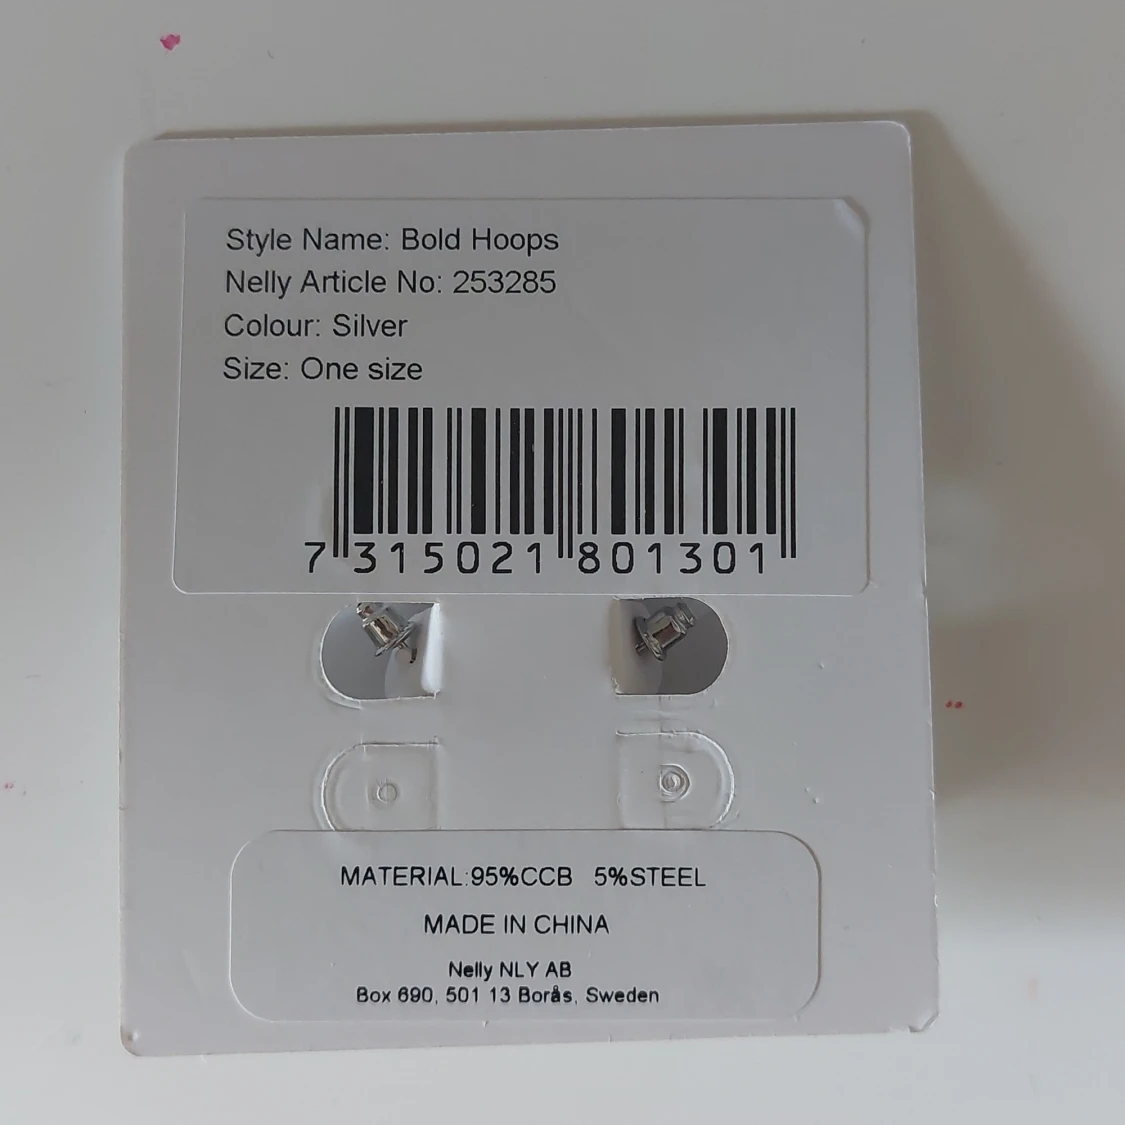 Style Name: Bold Hoops
Nelly Article No: 253285
Colour: Silver
Size: One size
7 315021 801301
MATERIAL:95%CCB 5%STEEL
MADE IN CHINA
Nelly NLY AB
Box 690, 501 13 Borås, Sweden